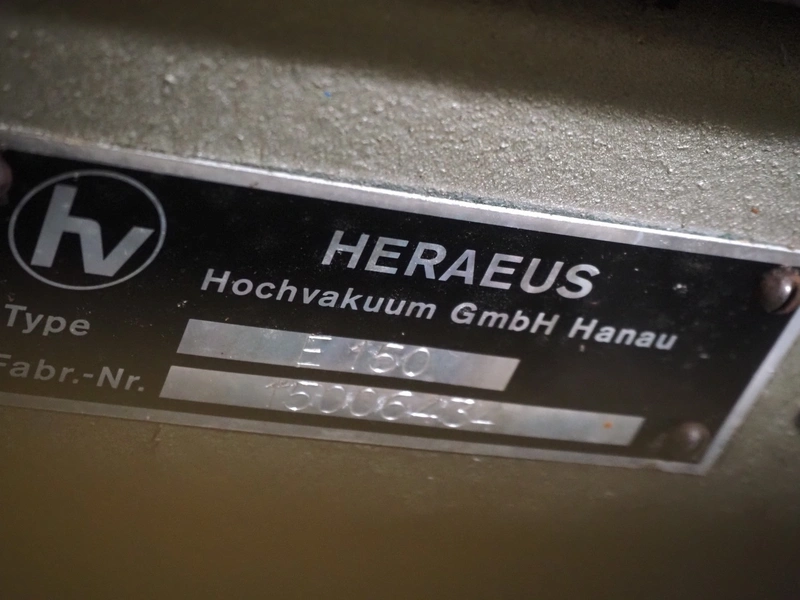 hv
HERAEUS
Hochvakuum GmbH Hanau
Type E 150
Fabr.-Nr.